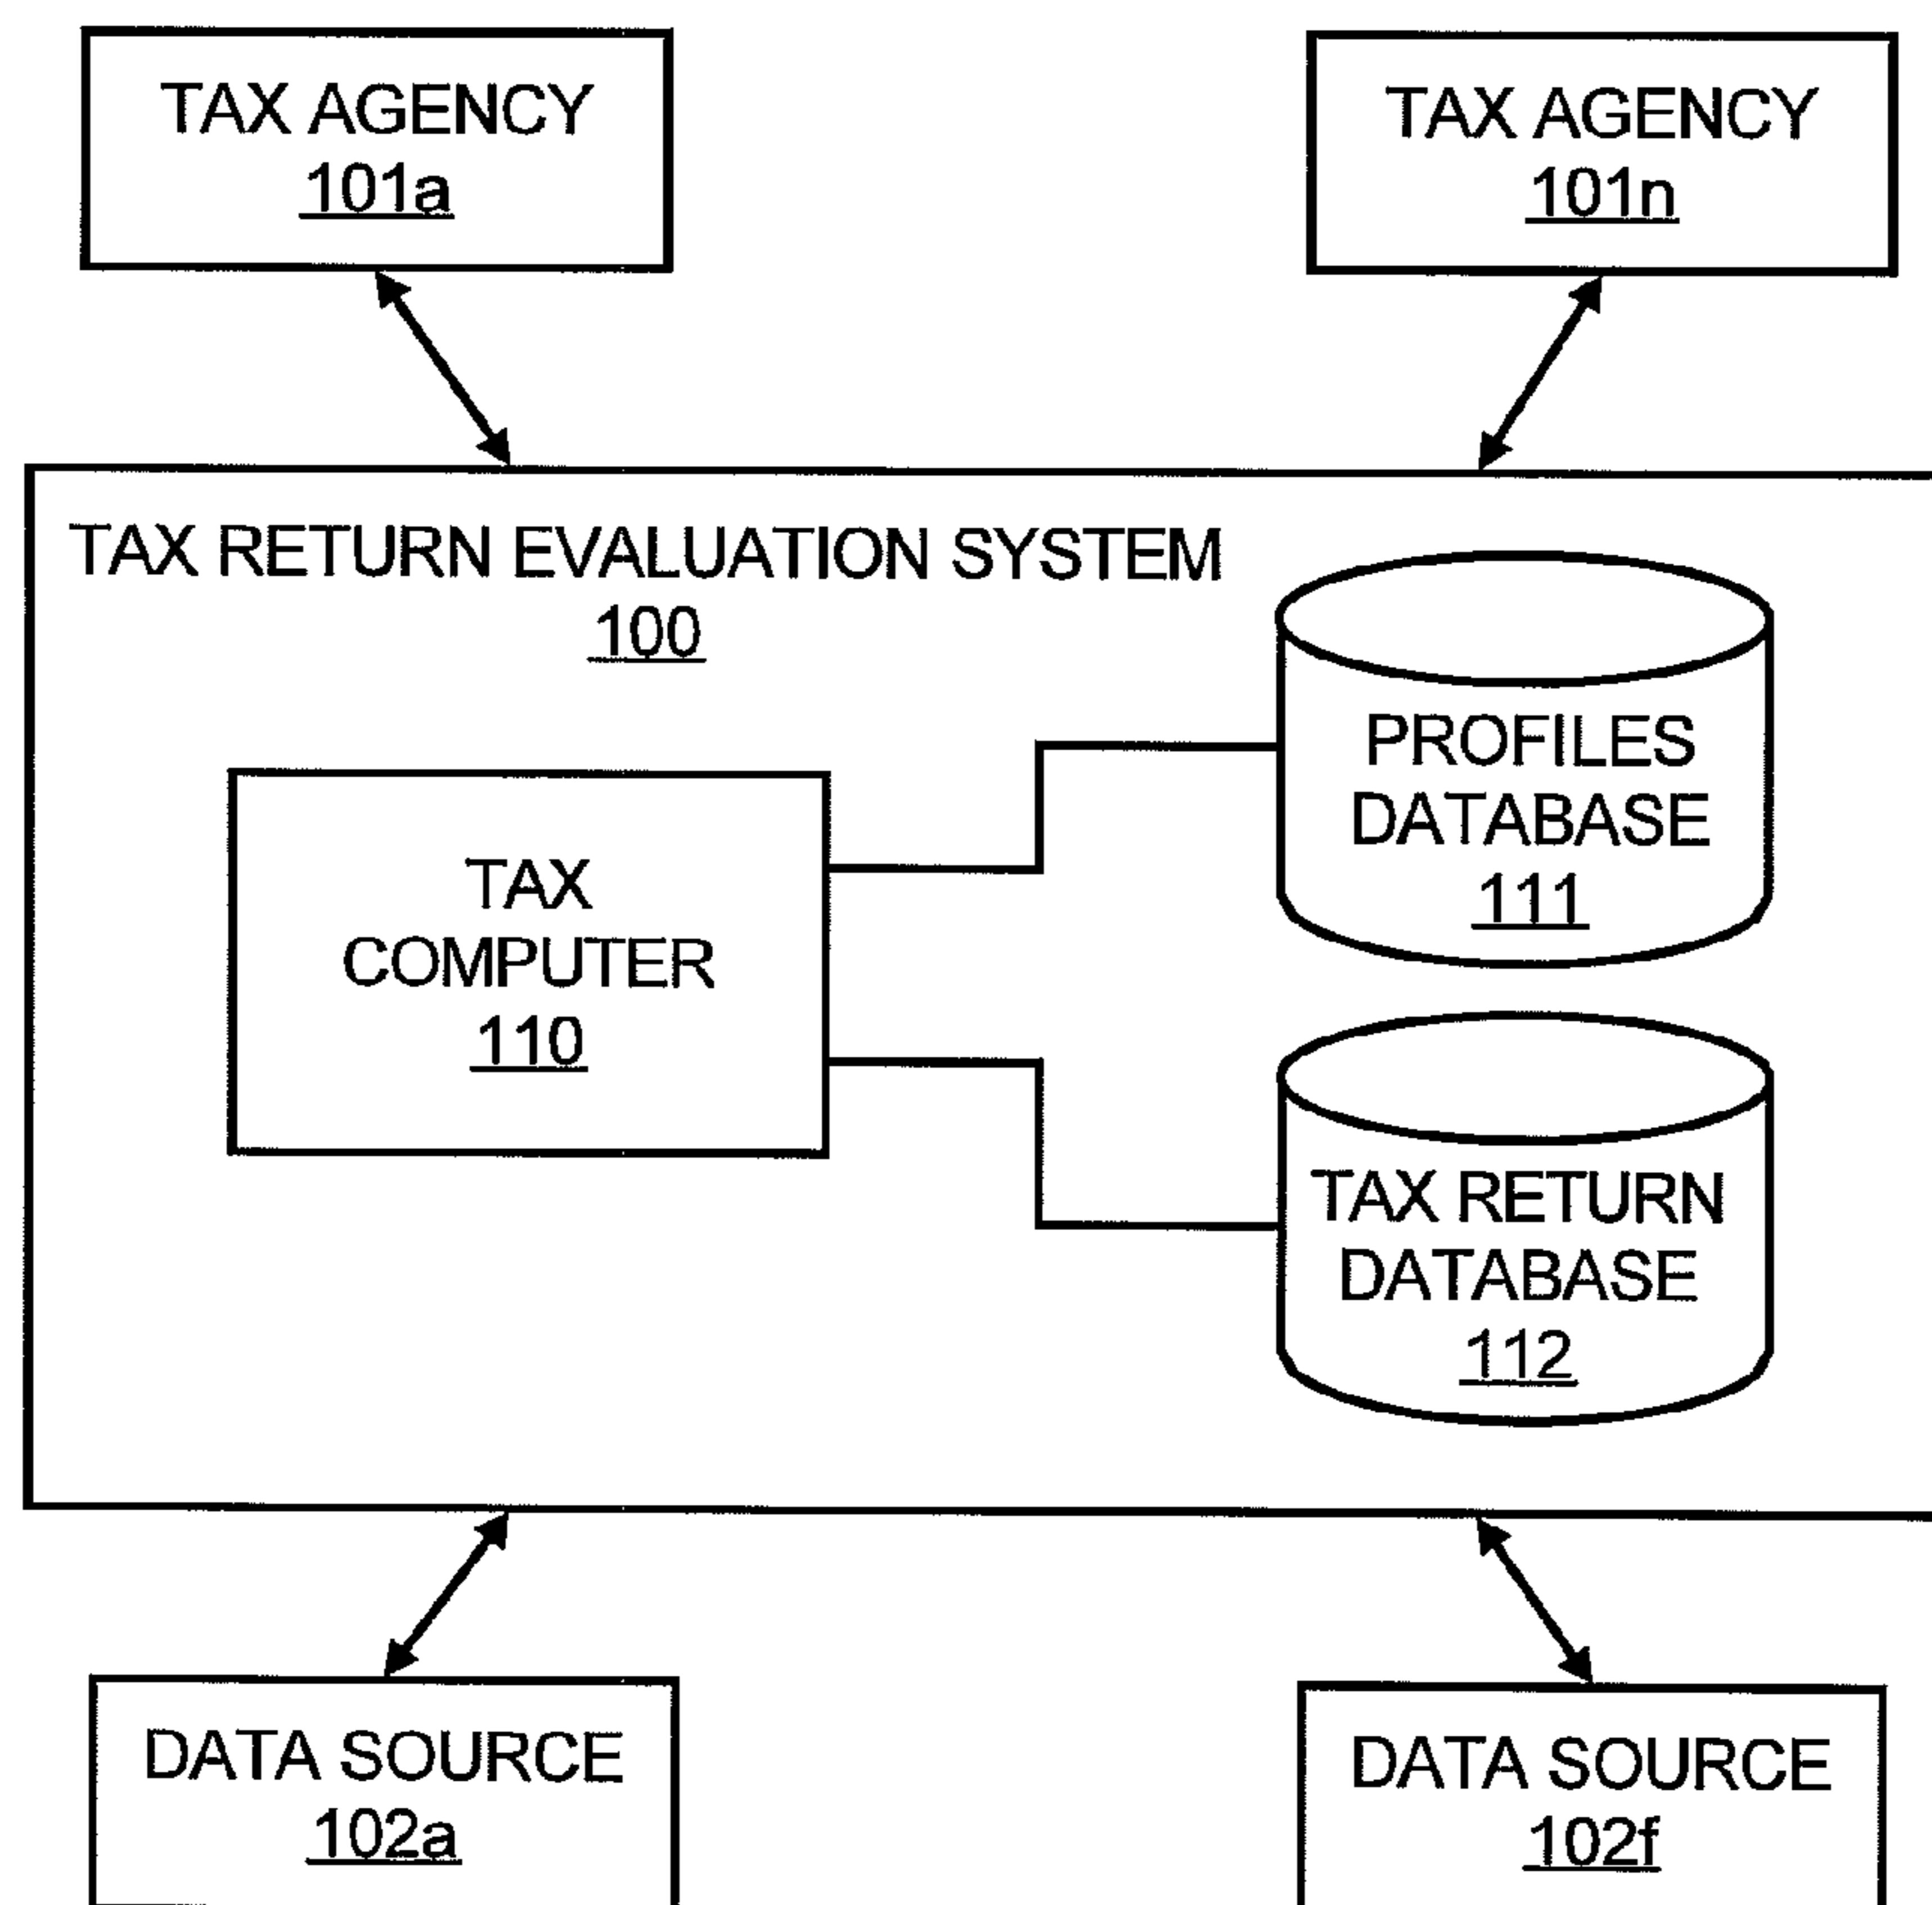 TAX AGENCY
101a
TAX AGENCY
101n
TAX RETURN EVALUATION SYSTEM
100
PROFILES
DATABASE
111
TAX
COMPUTER
110
TAX RETURN
DATABASE
112
DATA SOURCE
102a
DATA SOURCE
102f